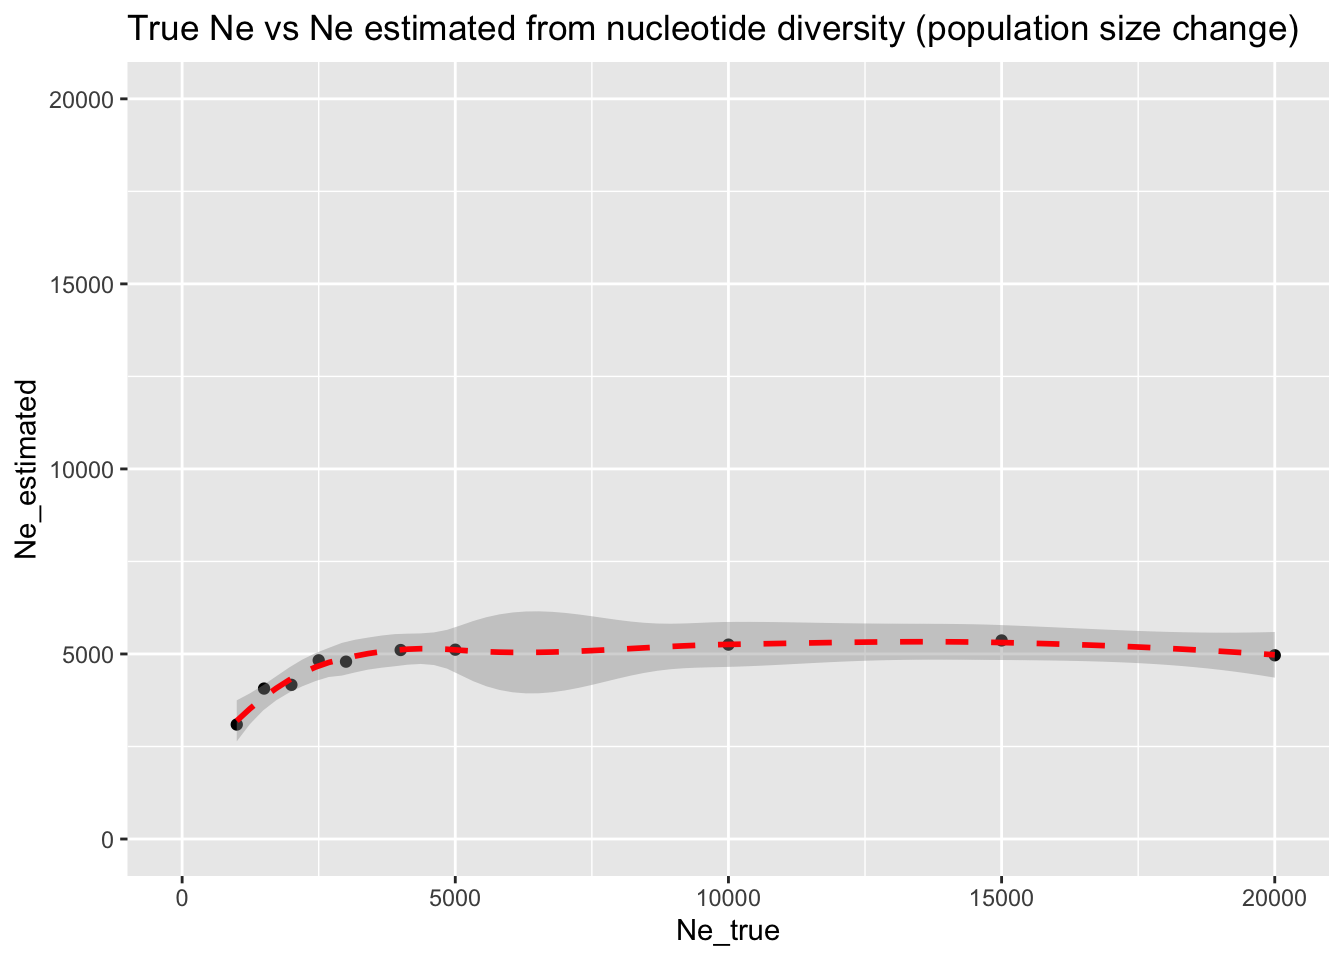 True Ne vs Ne estimated from nucleotide diversity (population size change)
20000
15000
10000
5000
0
Ne_estimated
0 5000 10000 15000 20000
Ne_true